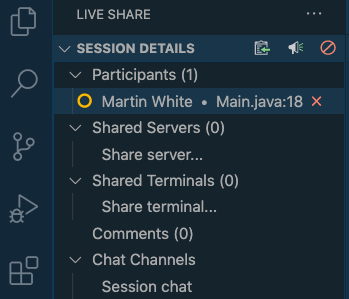 LIVE SHARE
SESSION DETAILS
Participants (1)
Martin White • Main.java:18
Shared Servers (0)
Share server...
Shared Terminals (0)
Share terminal...
Comments (0)
Chat Channels
Session chat